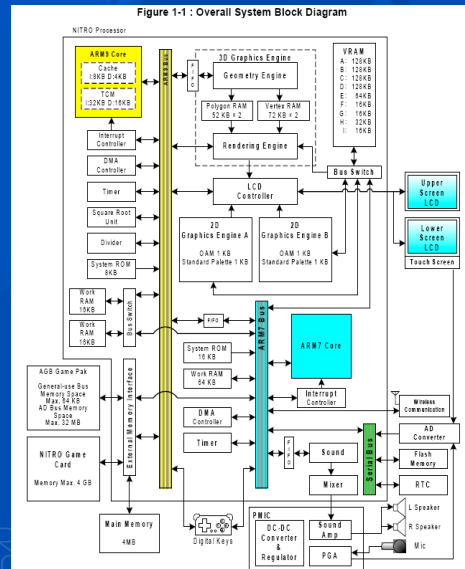 Figure 1-1 : Overall System Block Diagram
NITRO Processor
ARM9 Core
Cache
I:8KB D:4KB
TCM
I:32KB D:16KB
ARM9 Bus
FIFO
3D Graphics Engine
Geometry Engine
Polygon RAM
52 KB × 2
Vertex RAM
72 KB × 2
Rendering Engine
VRAM
A: 128KB
B: 128KB
C: 128KB
D: 128KB
E: 64KB
F: 16KB
G: 16KB
H: 32KB
I: 16KB
Interrupt
Controller
DMA
Controller
Timer
Square Root
Unit
Divider
System ROM
8KB
LCD
Controller
Bus Switch
Upper
Screen
LCD
Lower
Screen
LCD
Touch Screen
2D
Graphics Engine A
OAM 1 KB
Standard Palette 1 KB
2D
Graphics Engine B
OAM 1 KB
Standard Palette 1 KB
Work
RAM
16KB
Work
RAM
16KB
Bus Switch
FIFO
ARM7 Bus
System ROM
16 KB
Work RAM
64 KB
ARM7 Core
Interrupt
Controller
AGB Game Pak
General-use Bus
Memory Space
Max. 64 KB
AD Bus Memory
Space
Max. 32 MB
External Memory Interface
DMA
Controller
Timer
Wireless
Communication
AD
Converter
Serial Bus
Flash
Memory
RTC
FIFO
Sound
Mixer
NITRO Game
Card
Memory Max. 4 GB
Main Memory
4MB
Digital Keys
PMIC
DC-DC
Converter
&
Regulator
Sound
Amp
PGA
L Speaker
R Speaker
Mic